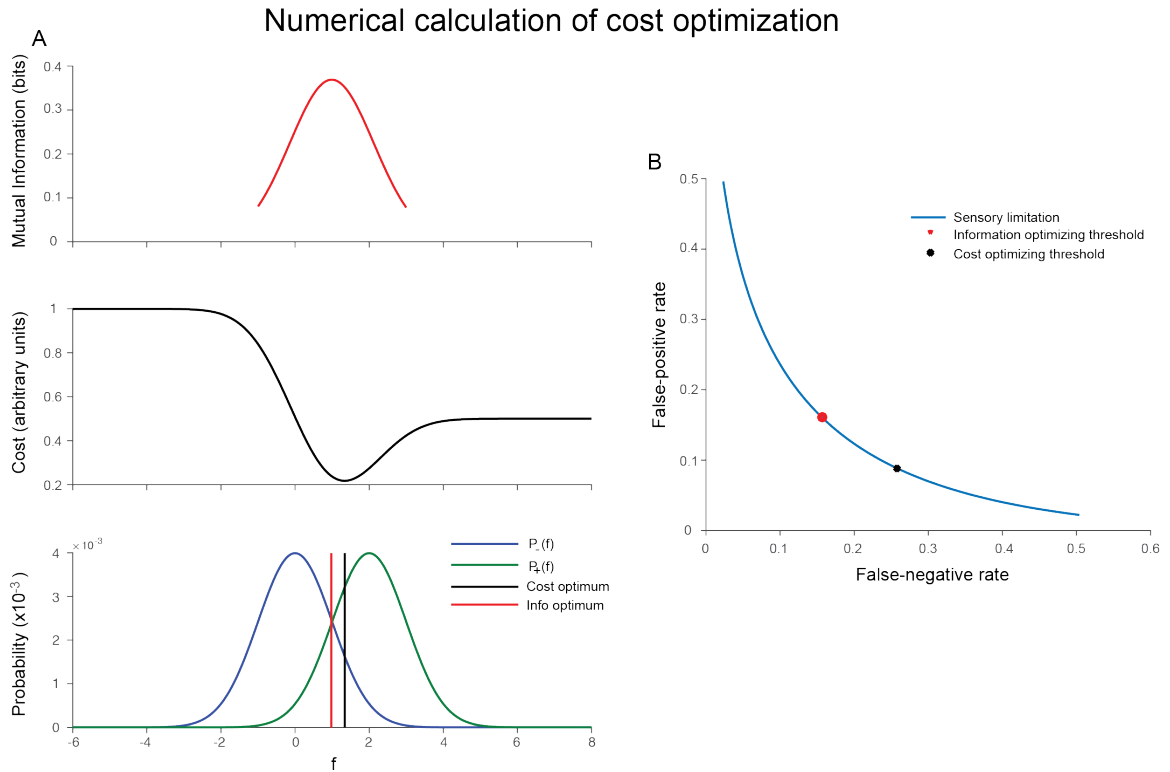 Numerical calculation of cost optimization
A
Mutual Information (bits)
0.4
0.3
0.2
0.1
0
Cost (arbitrary units)
1
0.8
0.6
0.4
0.2
Probability (x10⁻³ )
× 10⁻³
4
3
2
1
0
-6 -4 -2 0 2 4 6 8
f
P₋(f)
P₊(f)
Cost optimum
Info optimum
B
False-positive rate
0.5
0.4
0.3
0.2
0.1
0
0 0.1 0.2 0.3 0.4 0.5 0.6
False-negative rate
Sensory limitation
Information optimizing threshold
Cost optimizing threshold